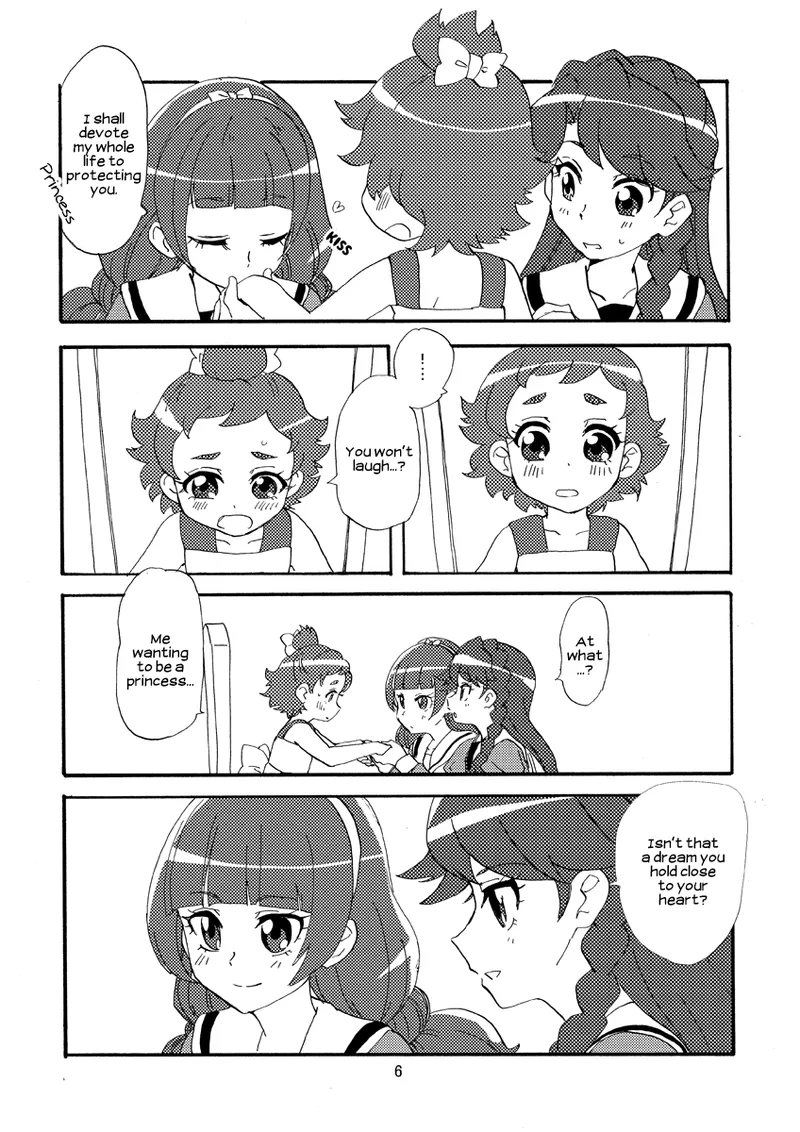 I shall
devote
my whole
life to
protecting
you.
Princess
KISS
!
You won't
laugh...?
At
what
...?
Me
wanting
to be a
princess...
Isn't that
a dream you
hold close
to your
heart?
6